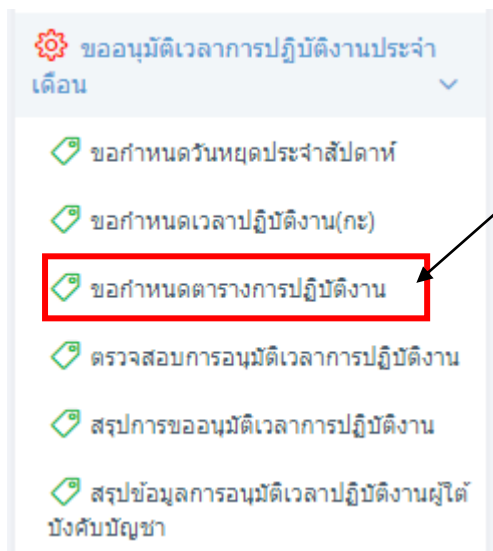 ขออนุมัติเวลาการปฏิบัติงานประจำ
เดือน
ขอกำหนดวันหยุดประจำสัปดาห์
ขอกำหนดเวลาปฏิบัติงาน(กะ)
ขอกำหนดตารางการปฏิบัติงาน
ตรวจสอบการอนุมัติเวลาการปฏิบัติงาน
สรุปการขออนุมัติเวลาการปฏิบัติงาน
สรุปข้อมูลการอนุมัติเวลาปฏิบัติงานผู้ใต้
บังคับบัญชา